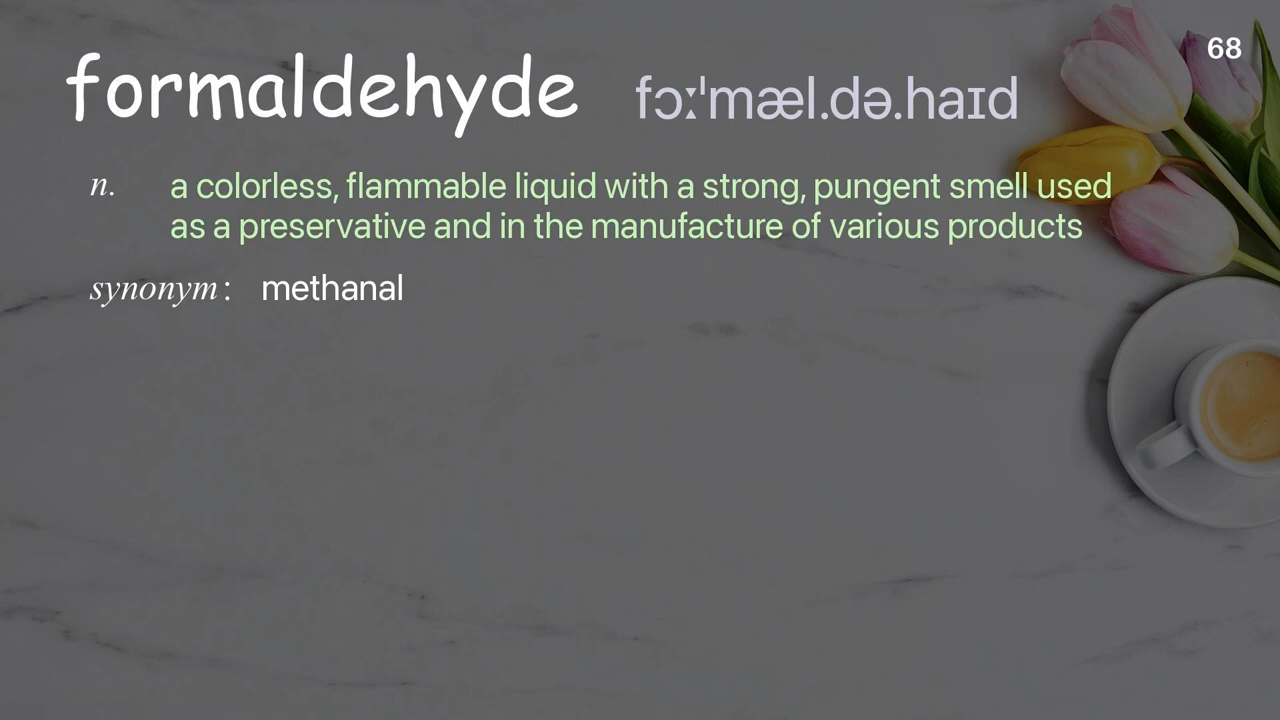 68
formaldehyde fɔːˈmæl.də.haɪd
n. a colorless, flammable liquid with a strong, pungent smell used
as a preservative and in the manufacture of various products
synonym : methanal